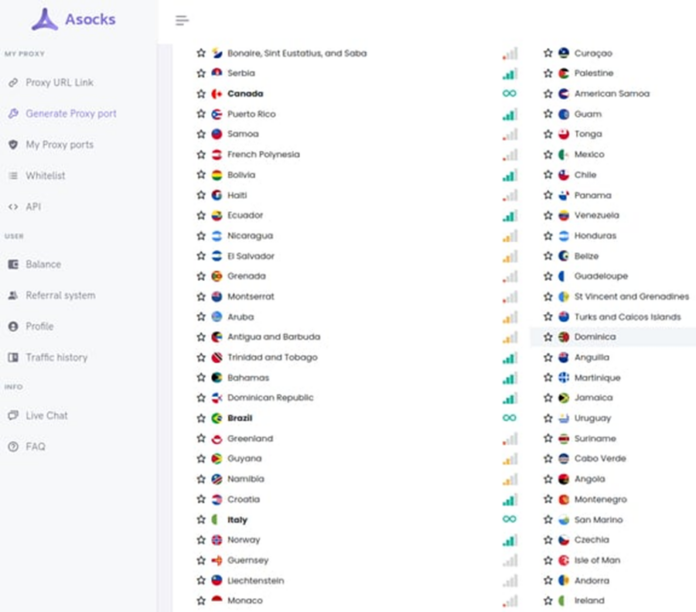 Asocks
MY PROXY
Proxy URL Link
Generate Proxy port
My Proxy ports
Whitelist
API
USER
Balance
Referral system
Profile
Traffic history
INFO
Live Chat
FAQ
Bonaire, Sint Eustatius, and Saba
Serbia
Canada
Puerto Rico
Samoa
French Polynesia
Bolivia
Haiti
Ecuador
Nicaragua
El Salvador
Grenada
Montserrat
Aruba
Antigua and Barbuda
Trinidad and Tobago
Bahamas
Dominican Republic
Brazil
Greenland
Guyana
Namibia
Croatia
Italy
Norway
Guernsey
Liechtenstein
Monaco
Curaçao
Palestine
American Samoa
Guam
Tonga
Mexico
Chile
Panama
Venezuela
Honduras
Belize
Guadeloupe
St Vincent and Grenadines
Turks and Caicos Islands
Dominica
Anguilla
Martinique
Jamaica
Uruguay
Suriname
Cabo Verde
Angola
Montenegro
San Marino
Czechia
Isle of Man
Andorra
Ireland